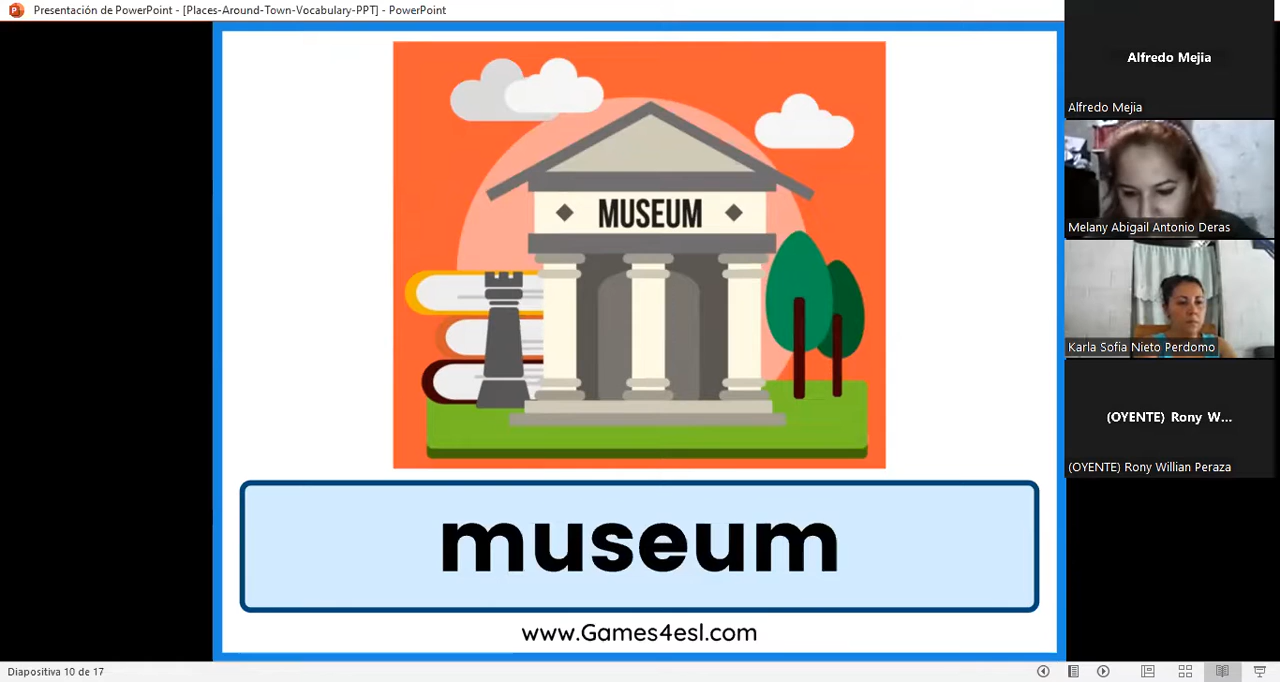 Presentación de PowerPoint - [Places-Around-Town-Vocabulary-PPT] - PowerPoint
MUSEUM
museum
www.Games4esl.com
Alfredo Mejia
Alfredo Mejia
Melany Abigail Antonio Deras
Karla Sofia Nieto Perdomo
(OYENTE) Rony W...
(OYENTE) Rony Willian Peraza
Diapositiva 10 de 17